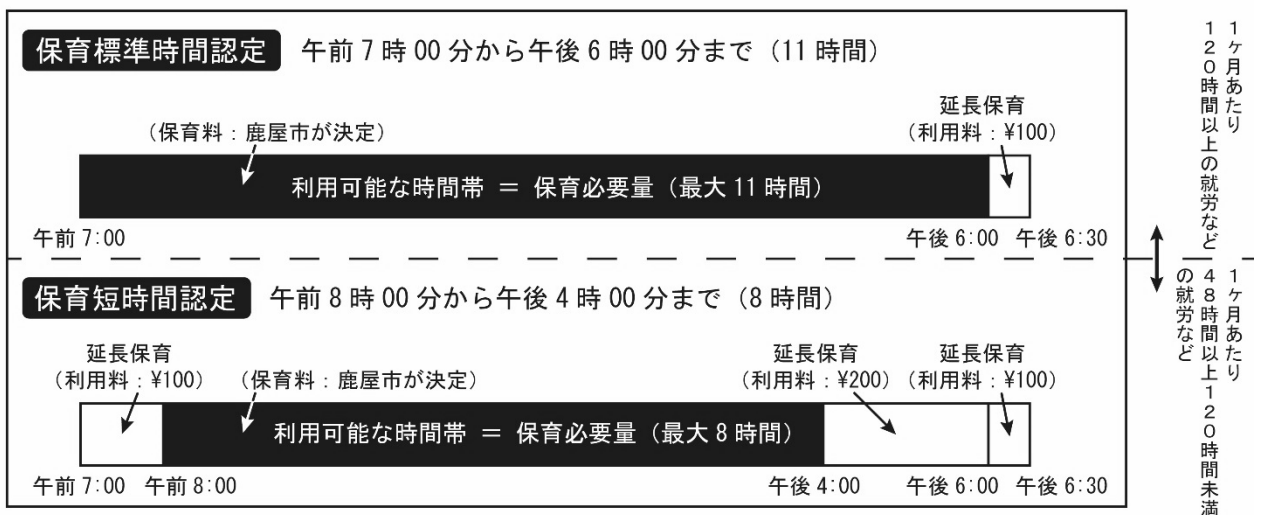 保育標準時間認定 午前7時00分から午後6時00分まで（11時間）
延長保育
（保育料：鹿屋市が決定）
（利用料：¥100）
利用可能な時間帯 ＝ 保育必要量（最大11時間）
午前7:00 午後6:00 午後6:30
保育短時間認定 午前8時00分から午後4時00分まで（8時間）
延長保育 延長保育 延長保育
（利用料：¥100） （保育料：鹿屋市が決定） （利用料：¥200） （利用料：¥100）
利用可能な時間帯 ＝ 保育必要量（最大8時間）
午前7:00 午前8:00 午後4:00 午後6:00 午後6:30
1ヶ月あたり
120時間以上の就労など
1ヶ月あたり
48時間以上120時間未満
の就労など